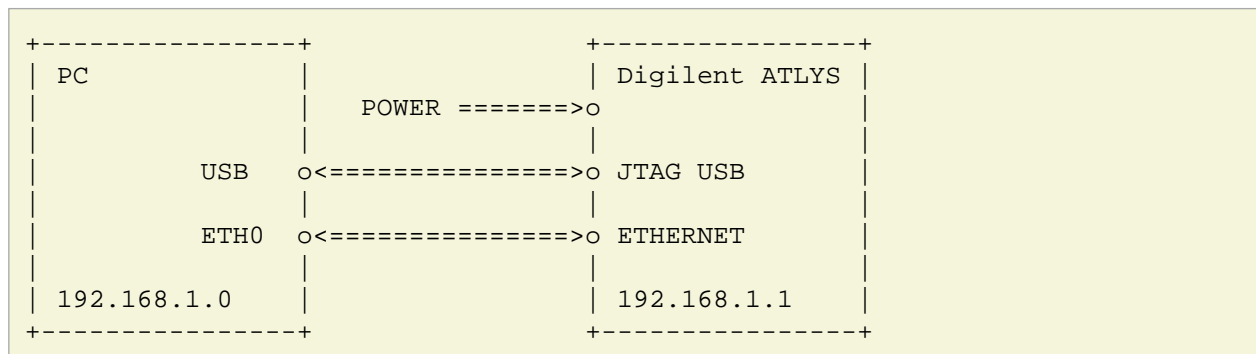 +----------------+                 +----------------+
| PC             |                 | Digilent ATLYS |
|                |   POWER =======>o                |
|                |                 |                |
|          USB   o<===============>o JTAG USB       |
|                |                 |                |
|          ETH0  o<===============>o ETHERNET       |
|                |                 |                |
| 192.168.1.0    |                 | 192.168.1.1    |
+----------------+                 +----------------+